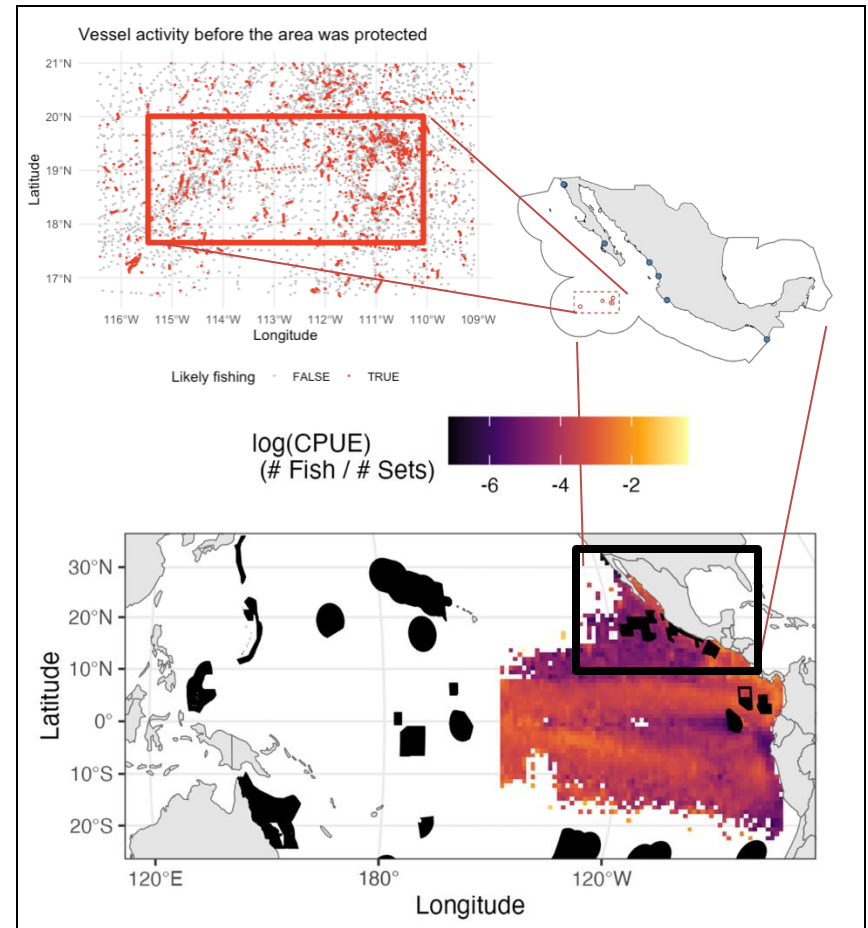 Vessel activity before the area was protected
21°N
20°N
19°N
18°N
17°N
Latitude
116°W 115°W 114°W 113°W 112°W 111°W 110°W 109°W
Longitude
Likely fishing FALSE TRUE
log(CPUE)
(# Fish / # Sets)
-6 -4 -2
30°N
20°N
10°N
0°
10°S
20°S
Latitude
120°E 180° 120°W
Longitude